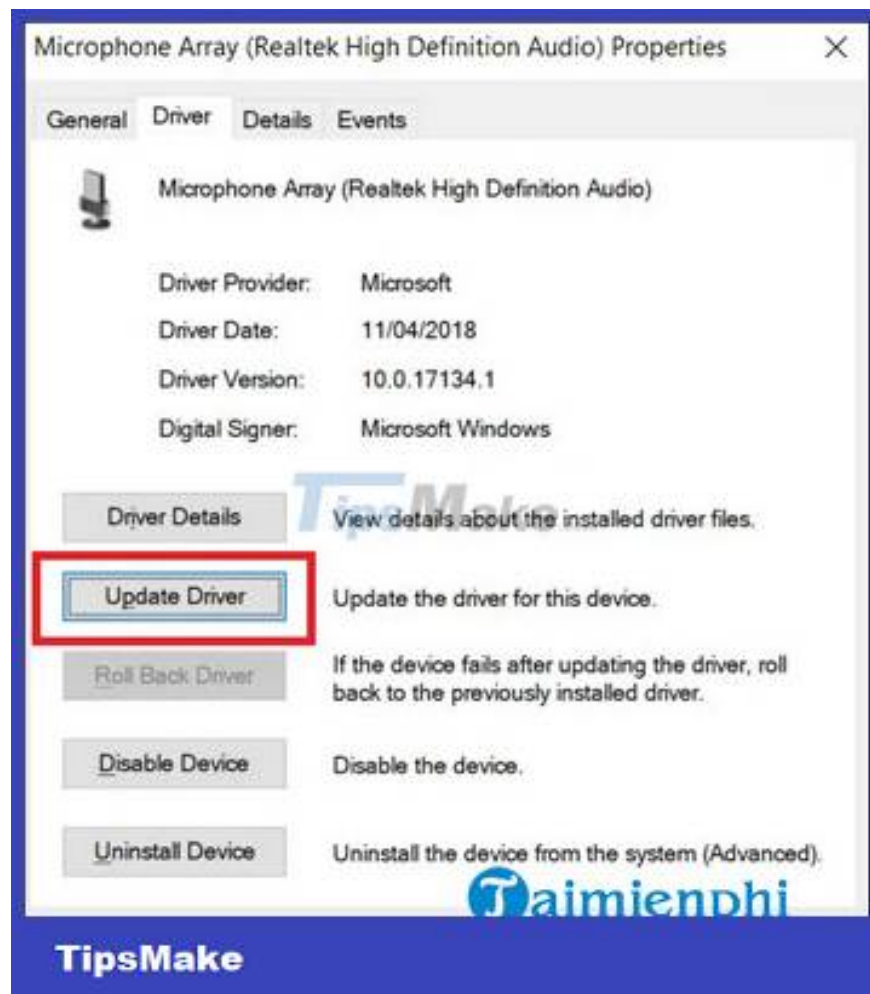 Microphone Array (Realtek High Definition Audio) Properties
General Driver Details Events
Microphone Array (Realtek High Definition Audio)
Driver Provider: Microsoft
Driver Date: 11/04/2018
Driver Version: 10.0.17134.1
Digital Signer: Microsoft Windows
TipsMake
Driver Details View details about the installed driver files.
Update Driver Update the driver for this device.
Roll Back Driver If the device fails after updating the driver, roll
back to the previously installed driver.
Disable Device Disable the device.
Uninstall Device Uninstall the device from the system (Advanced).
Taimienphi
TipsMake